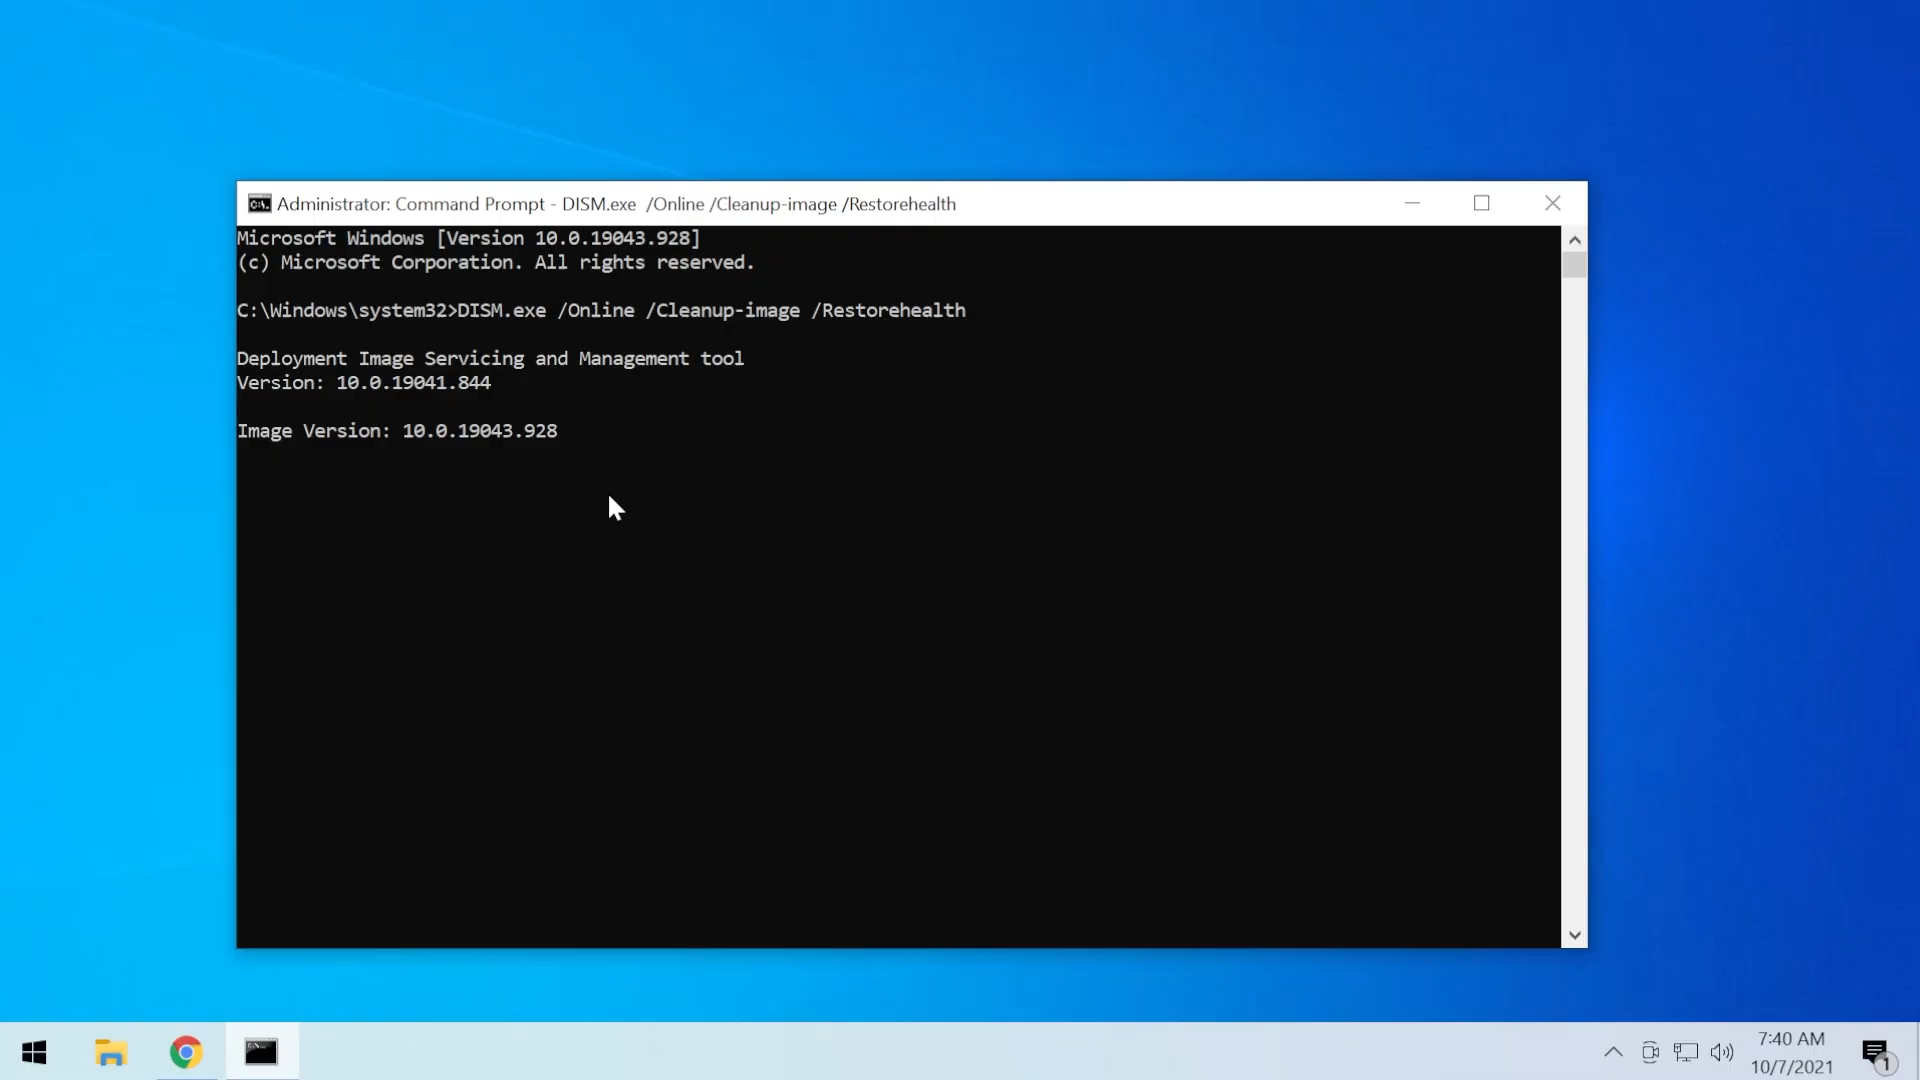 Administrator: Command Prompt - DISM.exe  /Online /Cleanup-image /Restorehealth
Microsoft Windows [Version 10.0.19043.928]
(c) Microsoft Corporation. All rights reserved.
C:\Windows\system32>DISM.exe /Online /Cleanup-image /Restorehealth
Deployment Image Servicing and Management tool
Version: 10.0.19041.844
Image Version: 10.0.19043.928
7:40 AM
10/7/2021
1